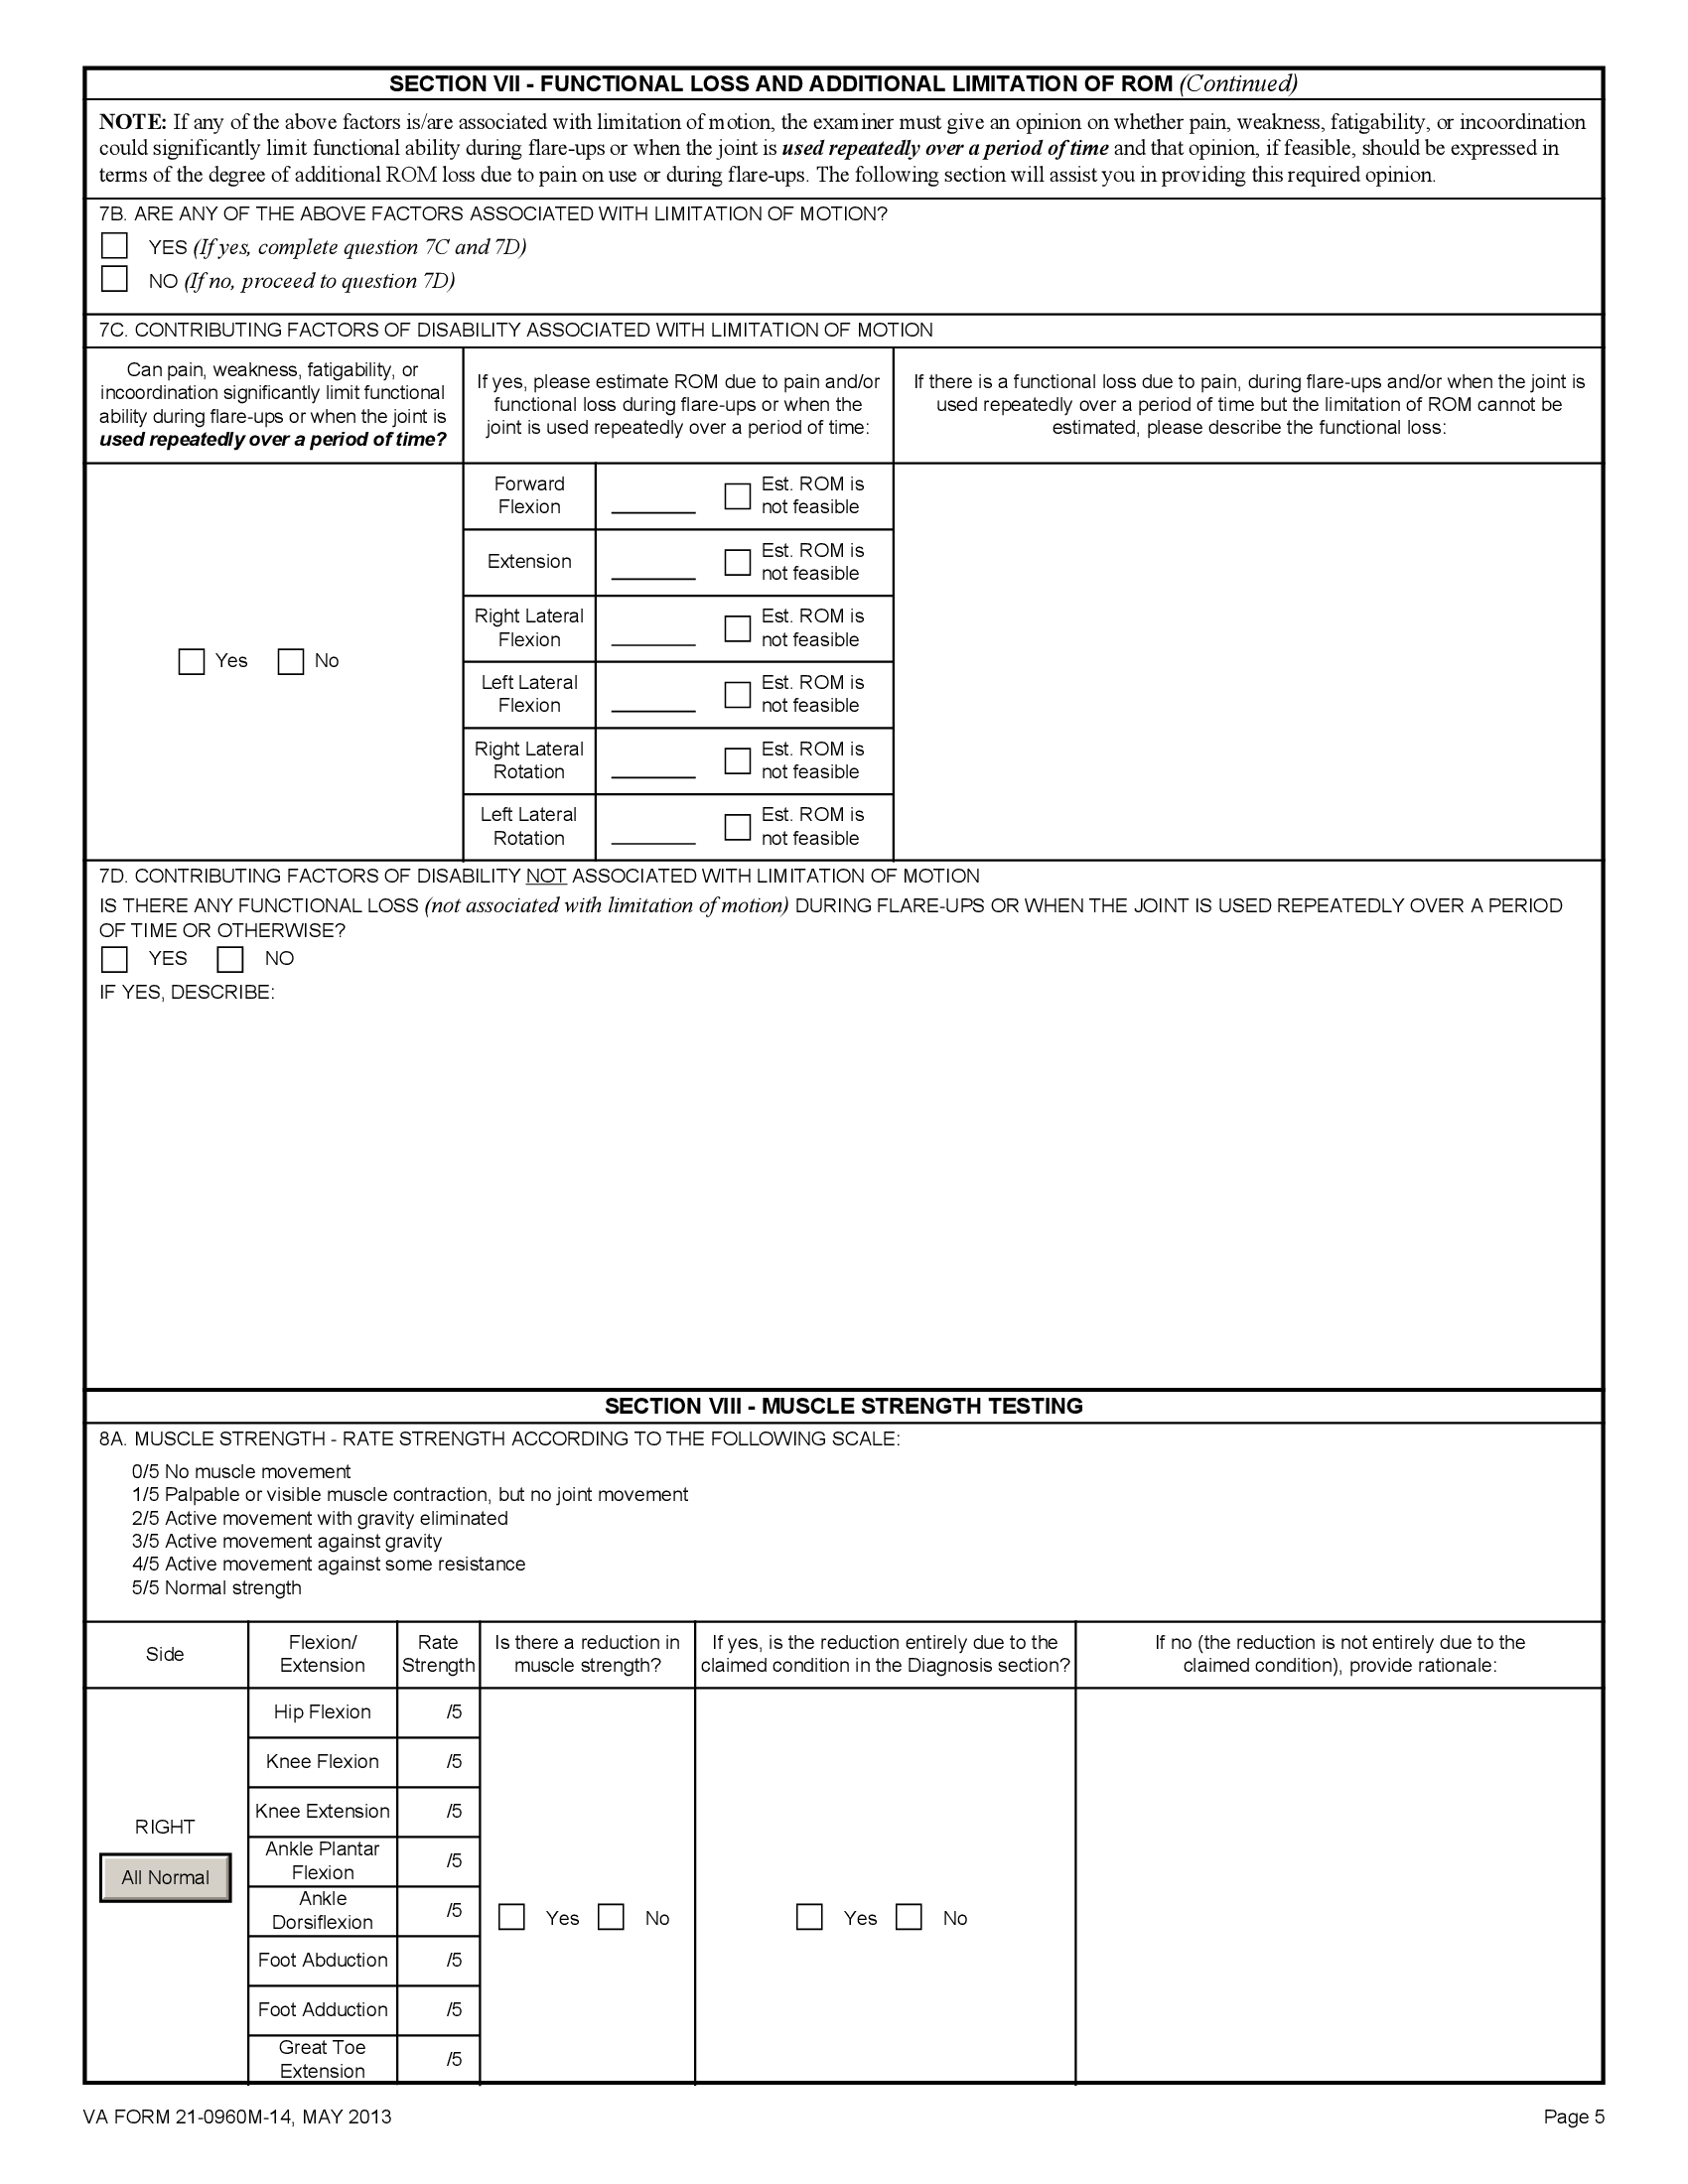 SECTION VII - FUNCTIONAL LOSS AND ADDITIONAL LIMITATION OF ROM (Continued)
NOTE: If any of the above factors is/are associated with limitation of motion, the examiner must give an opinion on whether pain, weakness, fatigability, or incoordination
could significantly limit functional ability during flare-ups or when the joint is used repeatedly over a period of time and that opinion, if feasible, should be expressed in
terms of the degree of additional ROM loss due to pain on use or during flare-ups. The following section will assist you in providing this required opinion.
7B. ARE ANY OF THE ABOVE FACTORS ASSOCIATED WITH LIMITATION OF MOTION?
YES (If yes, complete question 7C and 7D)
NO (If no, proceed to question 7D)
7C. CONTRIBUTING FACTORS OF DISABILITY ASSOCIATED WITH LIMITATION OF MOTION
Can pain, weakness, fatigability, or
incoordination significantly limit functional
ability during flare-ups or when the joint is
used repeatedly over a period of time?
If yes, please estimate ROM due to pain and/or
functional loss during flare-ups or when the
joint is used repeatedly over a period of time:
If there is a functional loss due to pain, during flare-ups and/or when the joint is
used repeatedly over a period of time but the limitation of ROM cannot be
estimated, please describe the functional loss:
Yes No
Forward
Flexion
Est. ROM is
not feasible
Extension
Est. ROM is
not feasible
Right Lateral
Flexion
Est. ROM is
not feasible
Left Lateral
Flexion
Est. ROM is
not feasible
Right Lateral
Rotation
Est. ROM is
not feasible
Left Lateral
Rotation
Est. ROM is
not feasible
7D. CONTRIBUTING FACTORS OF DISABILITY NOT ASSOCIATED WITH LIMITATION OF MOTION
IS THERE ANY FUNCTIONAL LOSS (not associated with limitation of motion) DURING FLARE-UPS OR WHEN THE JOINT IS USED REPEATEDLY OVER A PERIOD
OF TIME OR OTHERWISE?
YES NO
IF YES, DESCRIBE:
SECTION VIII - MUSCLE STRENGTH TESTING
8A. MUSCLE STRENGTH - RATE STRENGTH ACCORDING TO THE FOLLOWING SCALE:
0/5 No muscle movement
1/5 Palpable or visible muscle contraction, but no joint movement
2/5 Active movement with gravity eliminated
3/5 Active movement against gravity
4/5 Active movement against some resistance
5/5 Normal strength
Side
Flexion/
Extension
Rate
Strength
Is there a reduction in
muscle strength?
If yes, is the reduction entirely due to the
claimed condition in the Diagnosis section?
If no (the reduction is not entirely due to the
claimed condition), provide rationale:
RIGHT
All Normal
Hip Flexion /5
Knee Flexion /5
Knee Extension /5
Ankle Plantar
Flexion
/5
Ankle
Dorsiflexion
/5
Foot Abduction /5
Foot Adduction /5
Great Toe
Extension
/5
Yes No
Yes No
VA FORM 21-0960M-14, MAY 2013
Page 5